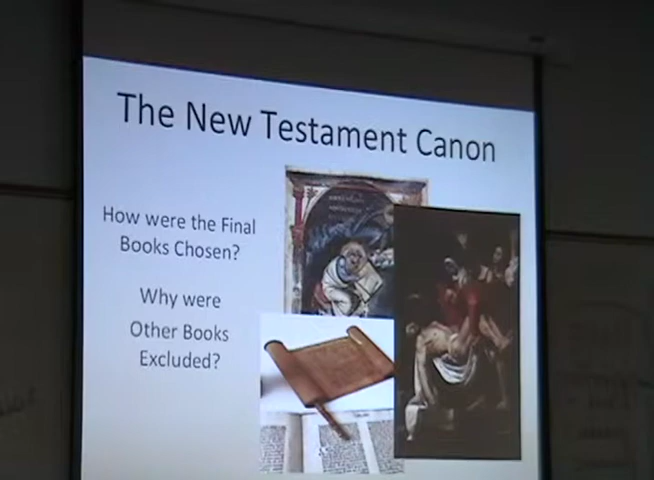 The New Testament Canon
How were the Final
Books Chosen?
Why were
Other Books
Excluded?